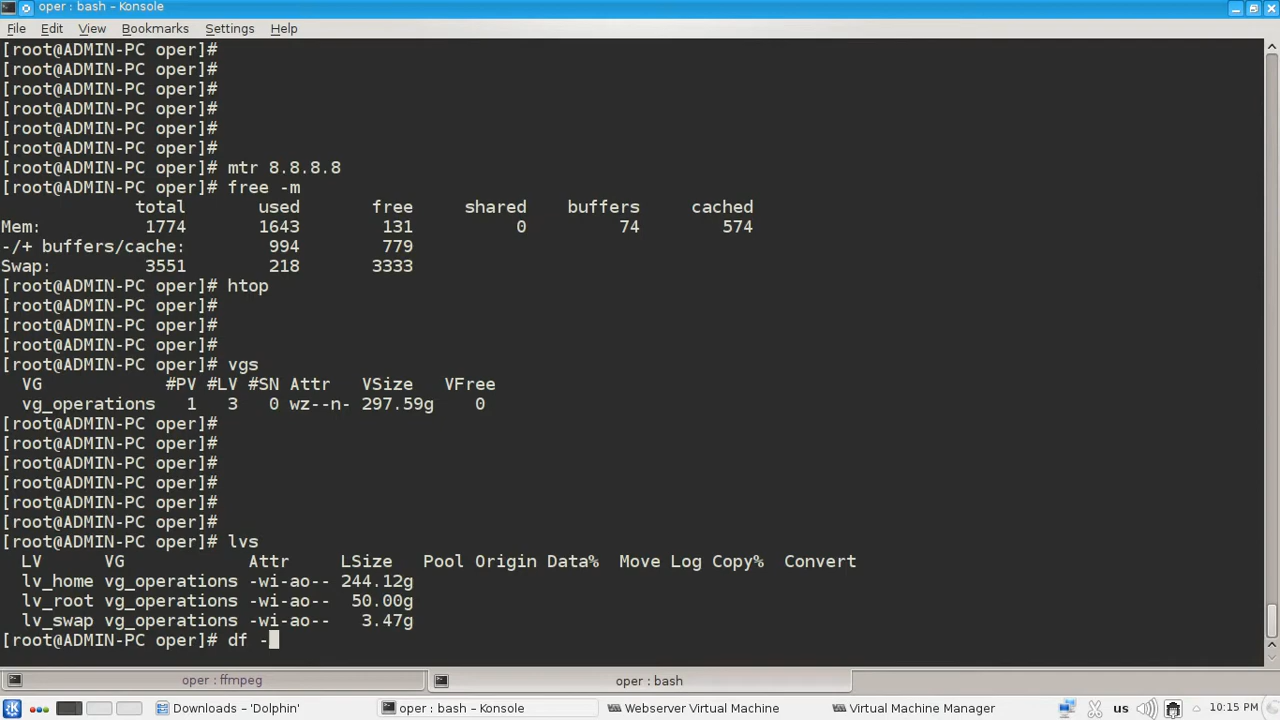 oper : bash – Konsole
File Edit View Bookmarks Settings Help
[root@ADMIN-PC oper]#
[root@ADMIN-PC oper]#
[root@ADMIN-PC oper]#
[root@ADMIN-PC oper]#
[root@ADMIN-PC oper]#
[root@ADMIN-PC oper]#
[root@ADMIN-PC oper]# mtr 8.8.8.8
[root@ADMIN-PC oper]# free -m
total used free shared buffers cached
Mem: 1774 1643 131 0 74 574
-/+ buffers/cache: 994 779
Swap: 3551 218 3333
[root@ADMIN-PC oper]# htop
[root@ADMIN-PC oper]#
[root@ADMIN-PC oper]#
[root@ADMIN-PC oper]#
[root@ADMIN-PC oper]# vgs
VG #PV #LV #SN Attr VSize VFree
vg_operations 1 3 0 wz--n- 297.59g 0
[root@ADMIN-PC oper]#
[root@ADMIN-PC oper]#
[root@ADMIN-PC oper]#
[root@ADMIN-PC oper]#
[root@ADMIN-PC oper]#
[root@ADMIN-PC oper]#
[root@ADMIN-PC oper]# lvs
LV VG Attr LSize Pool Origin Data% Move Log Copy% Convert
lv_home vg_operations -wi-ao-- 244.12g
lv_root vg_operations -wi-ao-- 50.00g
lv_swap vg_operations -wi-ao-- 3.47g
[root@ADMIN-PC oper]# df -
oper : ffmpeg oper : bash
Downloads – 'Dolphin' oper : bash – Konsole Webserver Virtual Machine Virtual Machine Manager us 10:15 PM